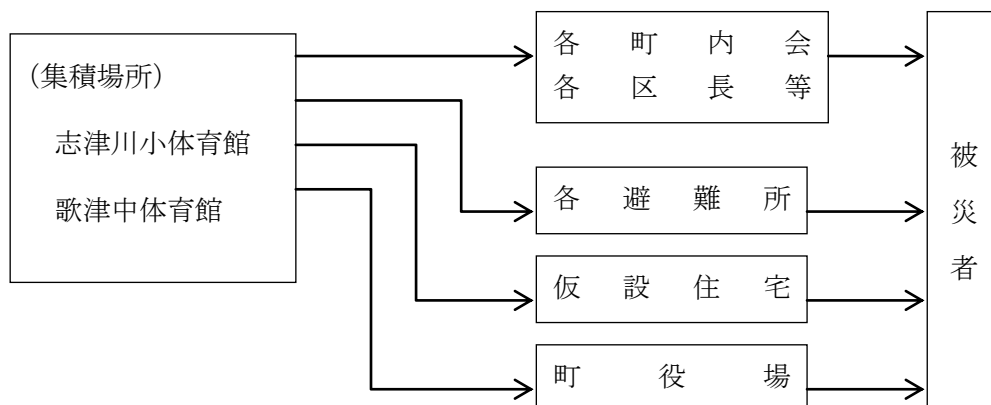 (集積場所)
志津川小体育館
歌津中体育館
各町内会
各区長等
各避難所
仮設住宅
町役場
被災者